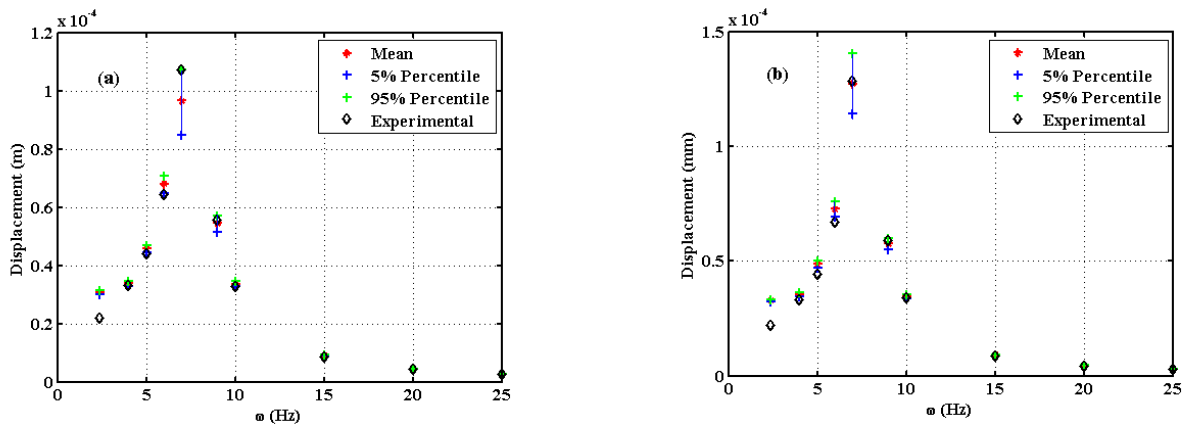 x 10⁻⁴
1.2
1
0.8
0.6
0.4
0.2
0
Displacement (m)
(a)
Mean
5% Percentile
95% Percentile
Experimental
0 5 10 15 20 25
ω (Hz)
x 10⁻⁴
1.5
1
0.5
0
Displacement (mm)
(b)
Mean
5% Percentile
95% Percentile
Experimental
0 5 10 15 20 25
ω (Hz)